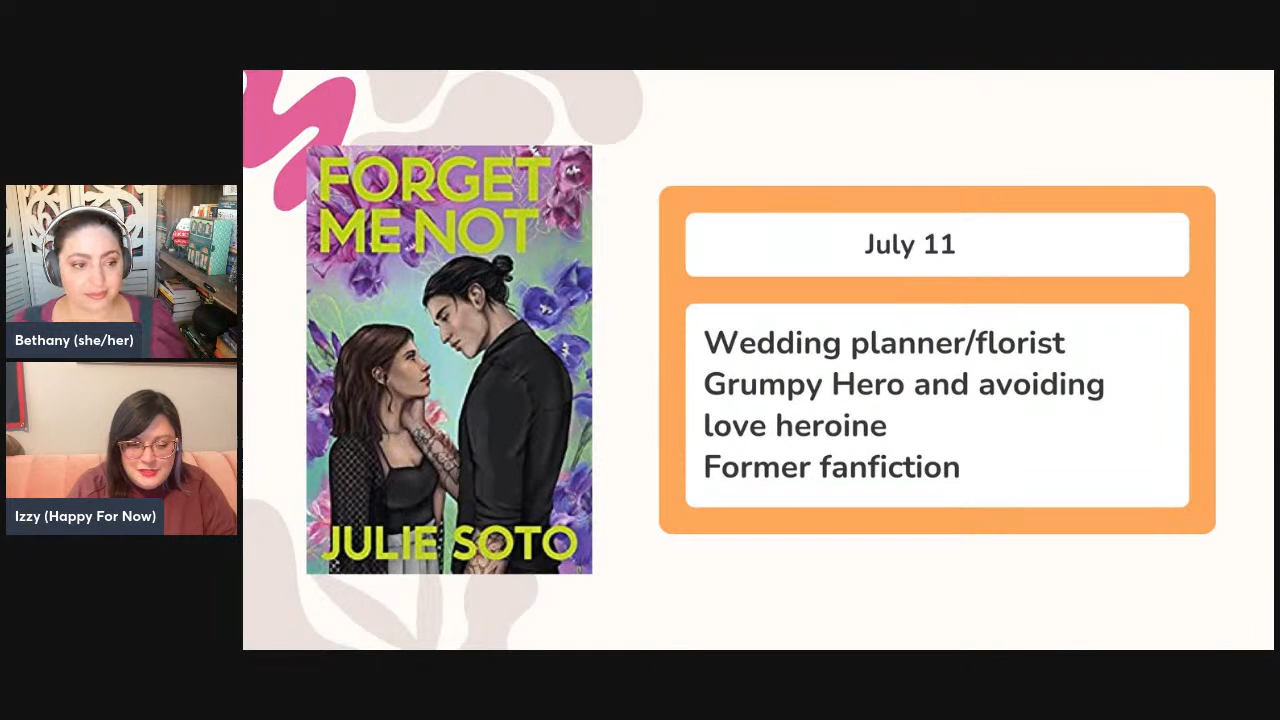 FORGET
ME NOT
JULIE SOTO
July 11
Wedding planner/florist
Grumpy Hero and avoiding
love heroine
Former fanfiction
Bethany (she/her)
Izzy (Happy For Now)